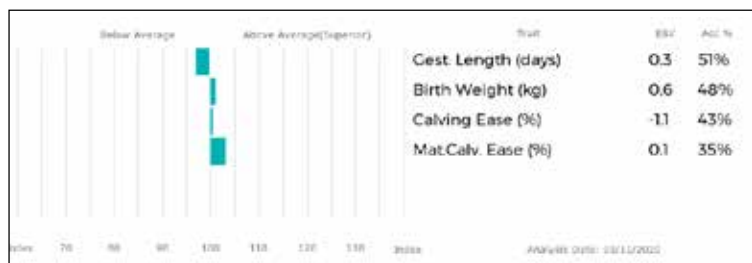 Below Average Above Average(Superior) Trait EBV Acc %
Gest. Length (days) 0.3 51%
Birth Weight (kg) 0.6 48%
Calving Ease (%) -1.1 43%
Mat.Calv. Ease (%) 0.1 35%
Index 70 80 90 100 110 120 130 Index Analysis Date: